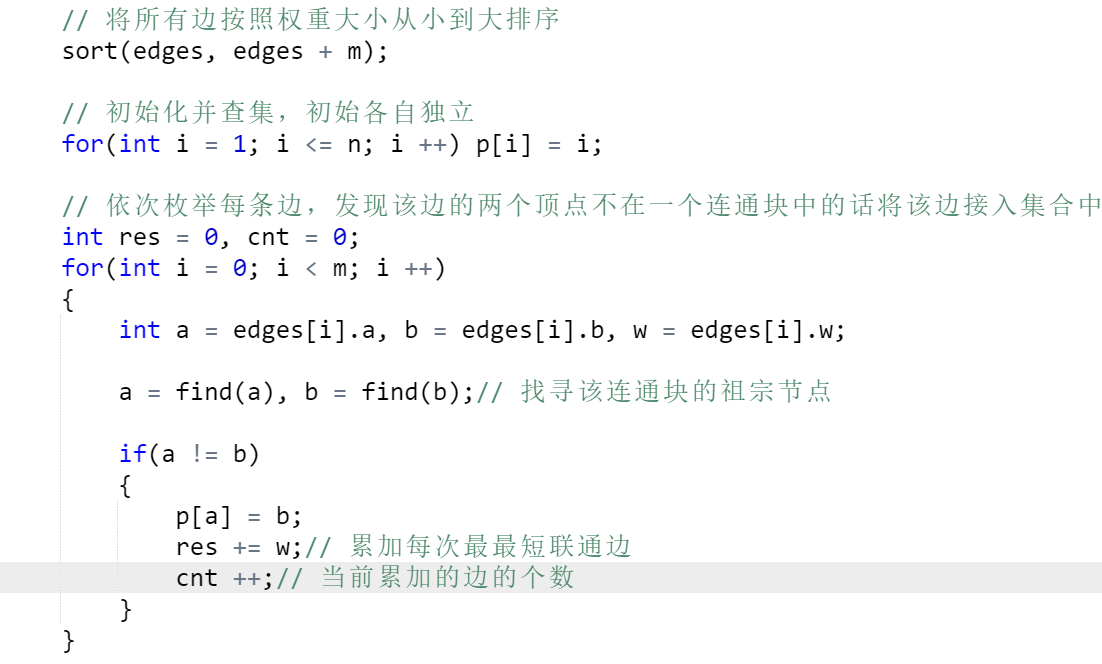 // 将所有边按照权重大小从小到大排序
sort(edges, edges + m);
// 初始化并查集，初始各自独立
for(int i = 1; i <= n; i ++) p[i] = i;
// 依次枚举每条边，发现该边的两个顶点不在一个连通块中的话将该边接入集合中
int res = 0, cnt = 0;
for(int i = 0; i < m; i ++)
{
int a = edges[i].a, b = edges[i].b, w = edges[i].w;
a = find(a), b = find(b);// 找寻该连通块的祖宗节点
if(a != b)
{
p[a] = b;
res += w;// 累加每次最最短联通边
cnt ++;// 当前累加的边的个数
}
}